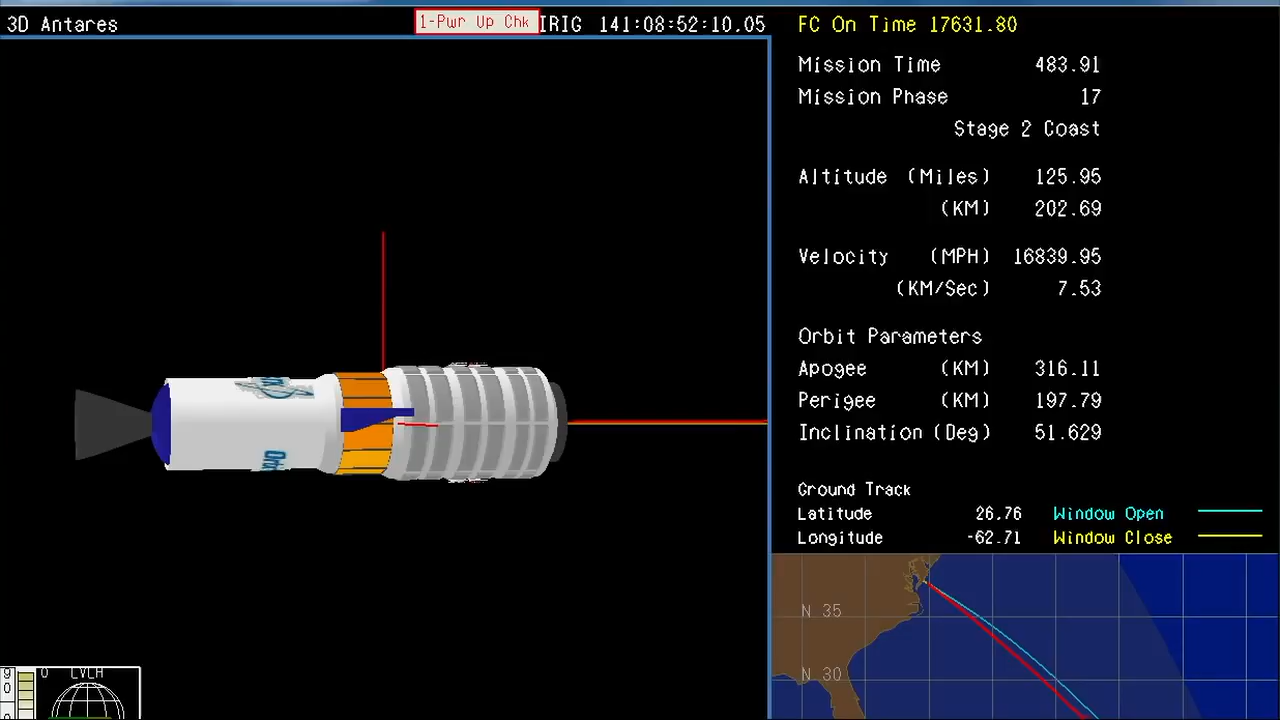 3D Antares
1-Pwr Up Chk
IRIG 141:08:52:10.05
FC On Time 17631.80
Mission Time 483.91
Mission Phase 17
Stage 2 Coast
Altitude (Miles) 125.95
(KM) 202.69
Velocity (MPH) 16839.95
(KM/Sec) 7.53
Orbit Parameters
Apogee (KM) 316.11
Perigee (KM) 197.79
Inclination (Deg) 51.629
Ground Track
Latitude 26.76 Window Open
Longitude -62.71 Window Close
N 35
N 30
90
0 LVLH